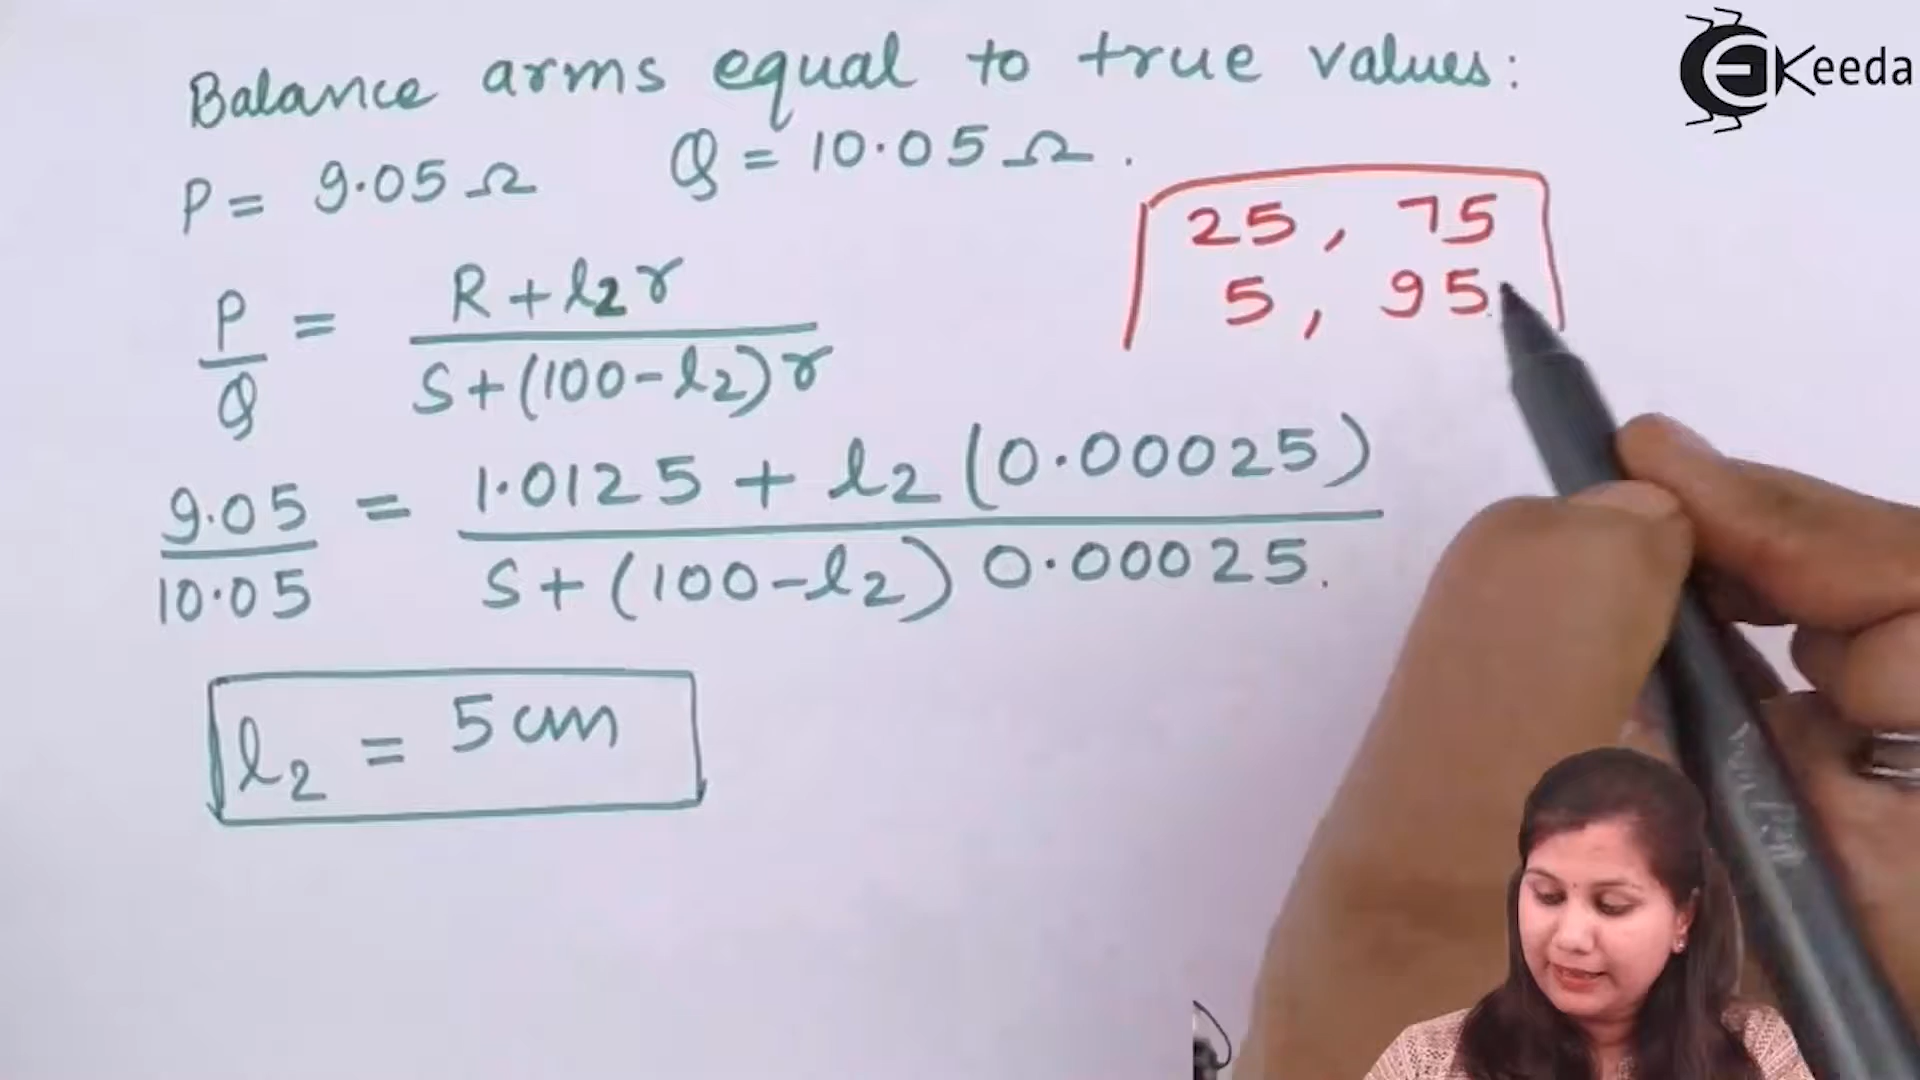 Balance arms equal to true values:
P = 9.05 Ω Q = 10.05 Ω.
P/Q = (R + l2 r) / (S + (100 - l2) r)
9.05/10.05 = (1.0125 + l2 (0.00025)) / (S + (100 - l2) 0.00025.)
l2 = 5 cm
25, 75
5, 95
EKeeda